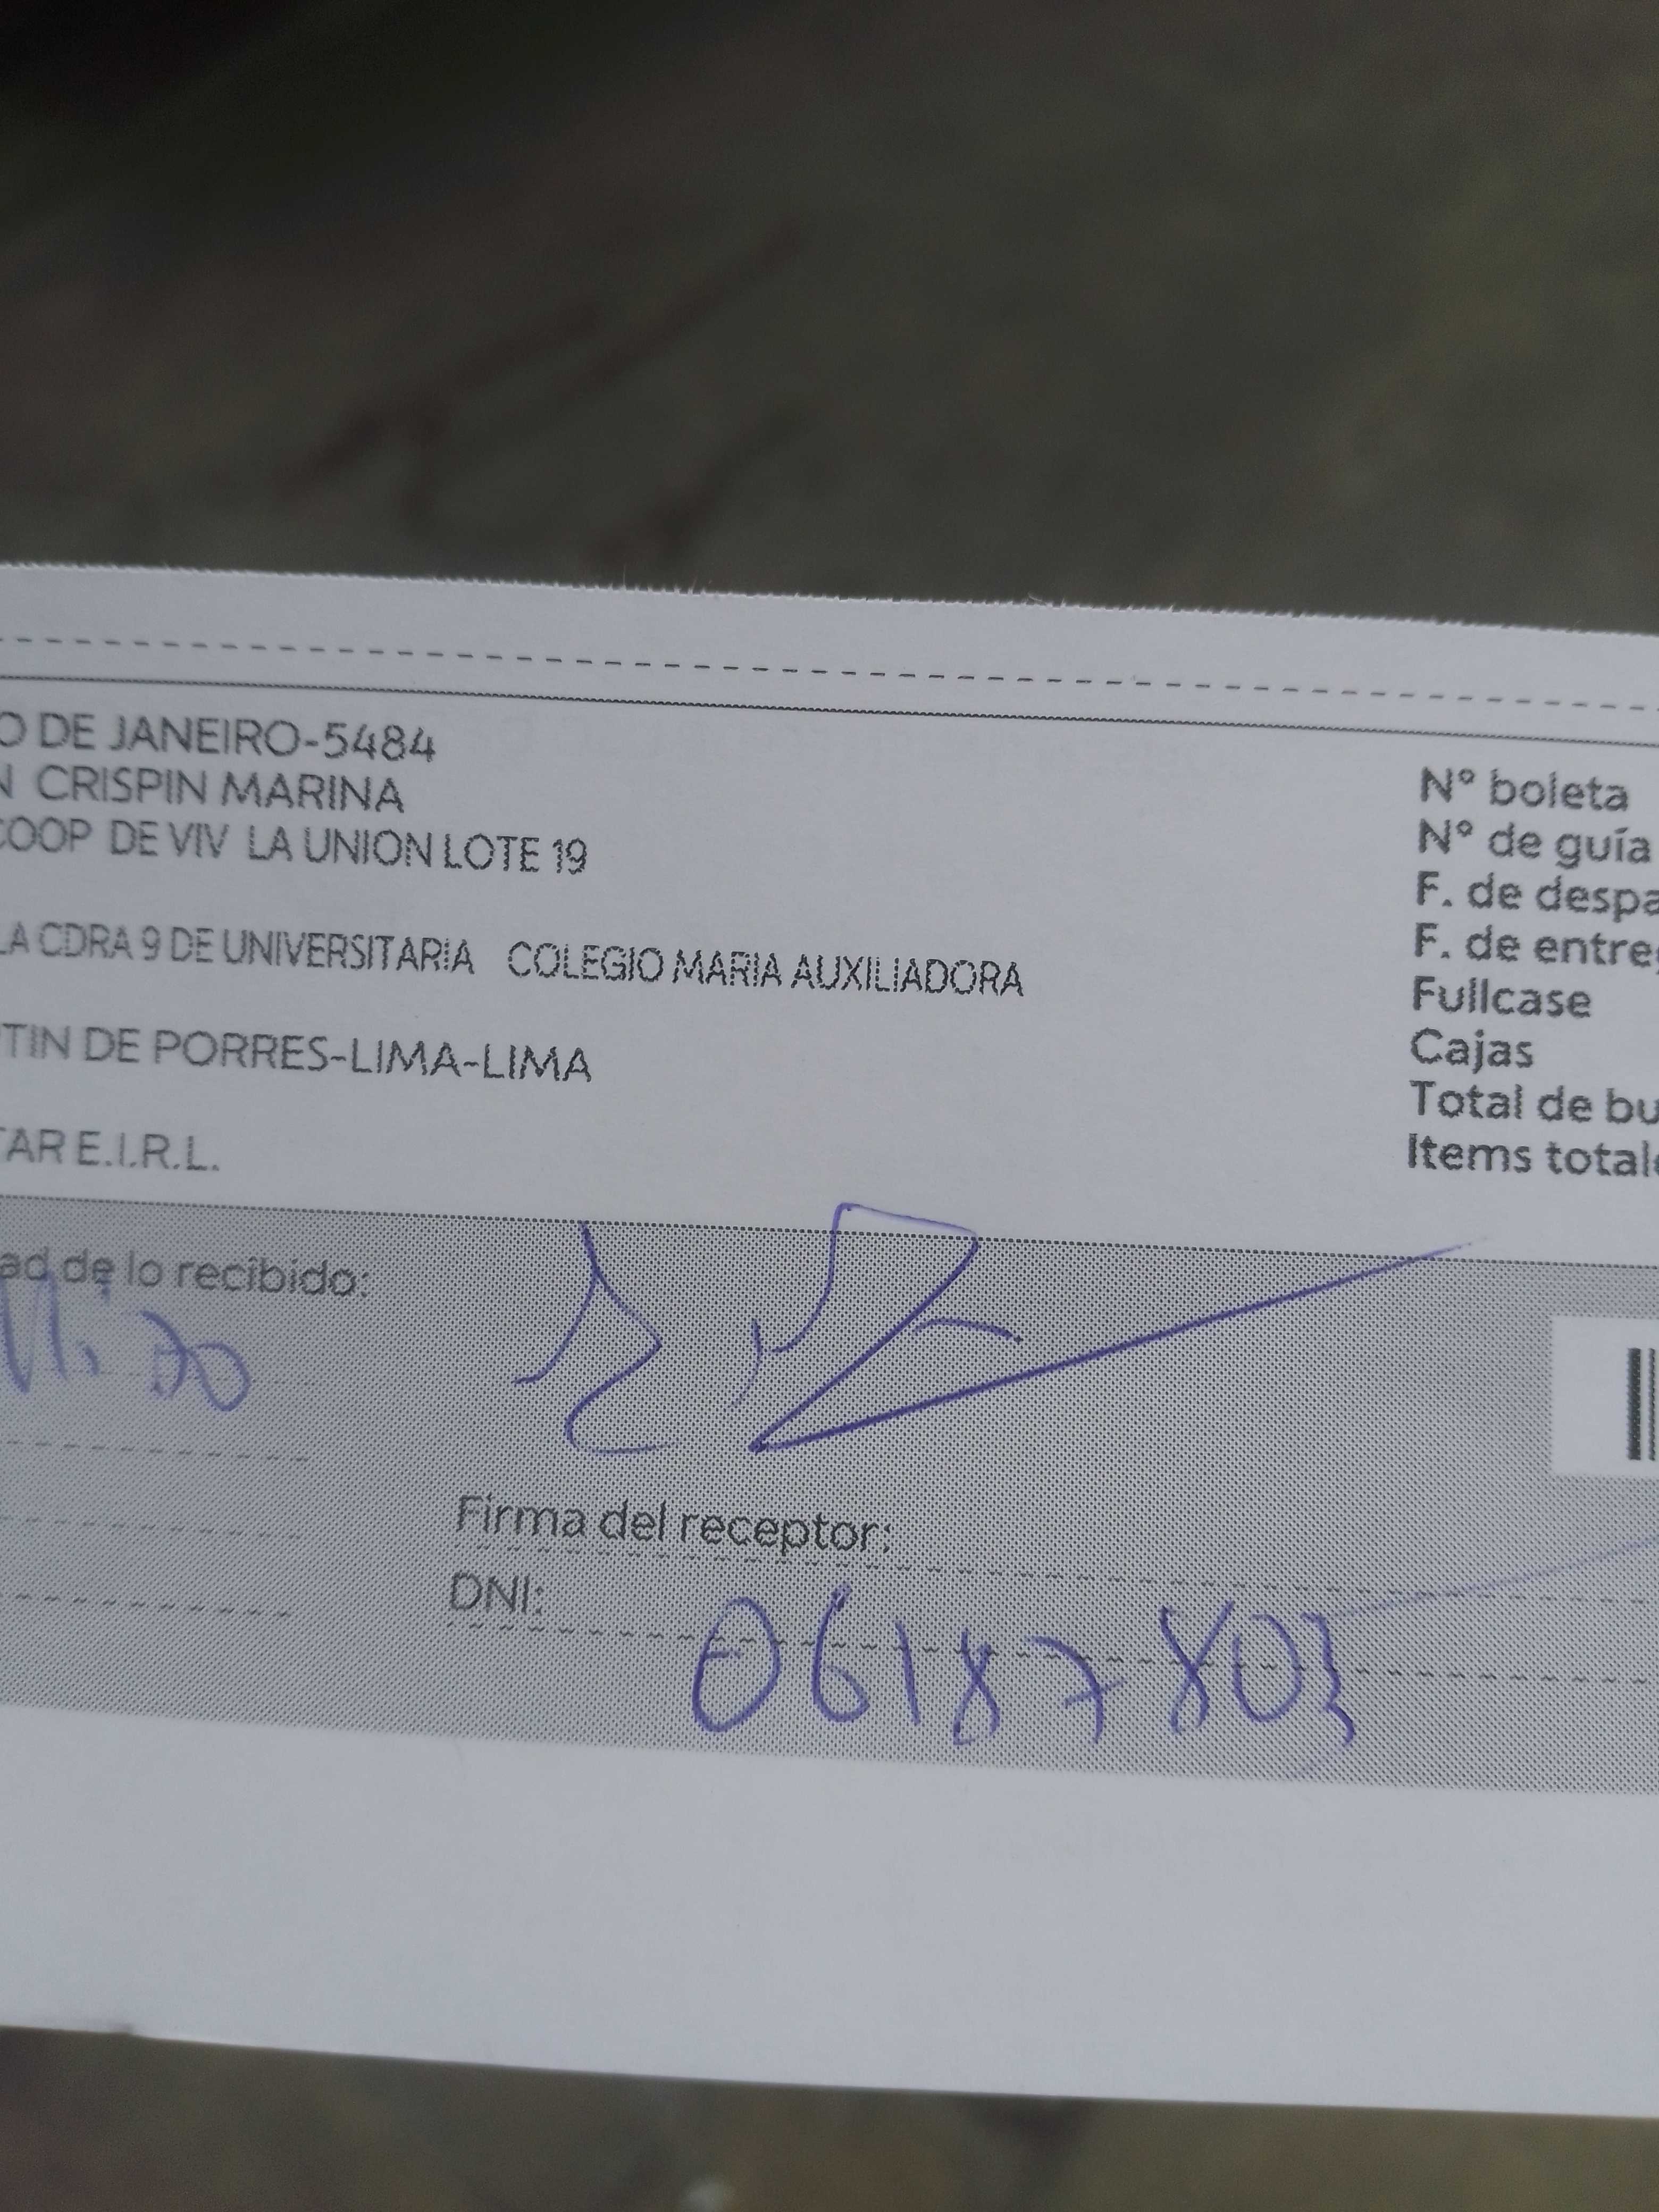 O DE JANEIRO-5484
N CRISPIN MARINA
COOP DE VIV LA UNION LOTE 19
LA CDRA 9 DE UNIVERSITARIA COLEGIO MARIA AUXILIADORA
TIN DE PORRES-LIMA-LIMA
TAR E.I.R.L.
Nº boleta
Nº de guía
F. de despa
F. de entre
Fullcase
Cajas
Total de bu
Items total
ad de lo recibido:
Firma del receptor:
DNI:
06187803